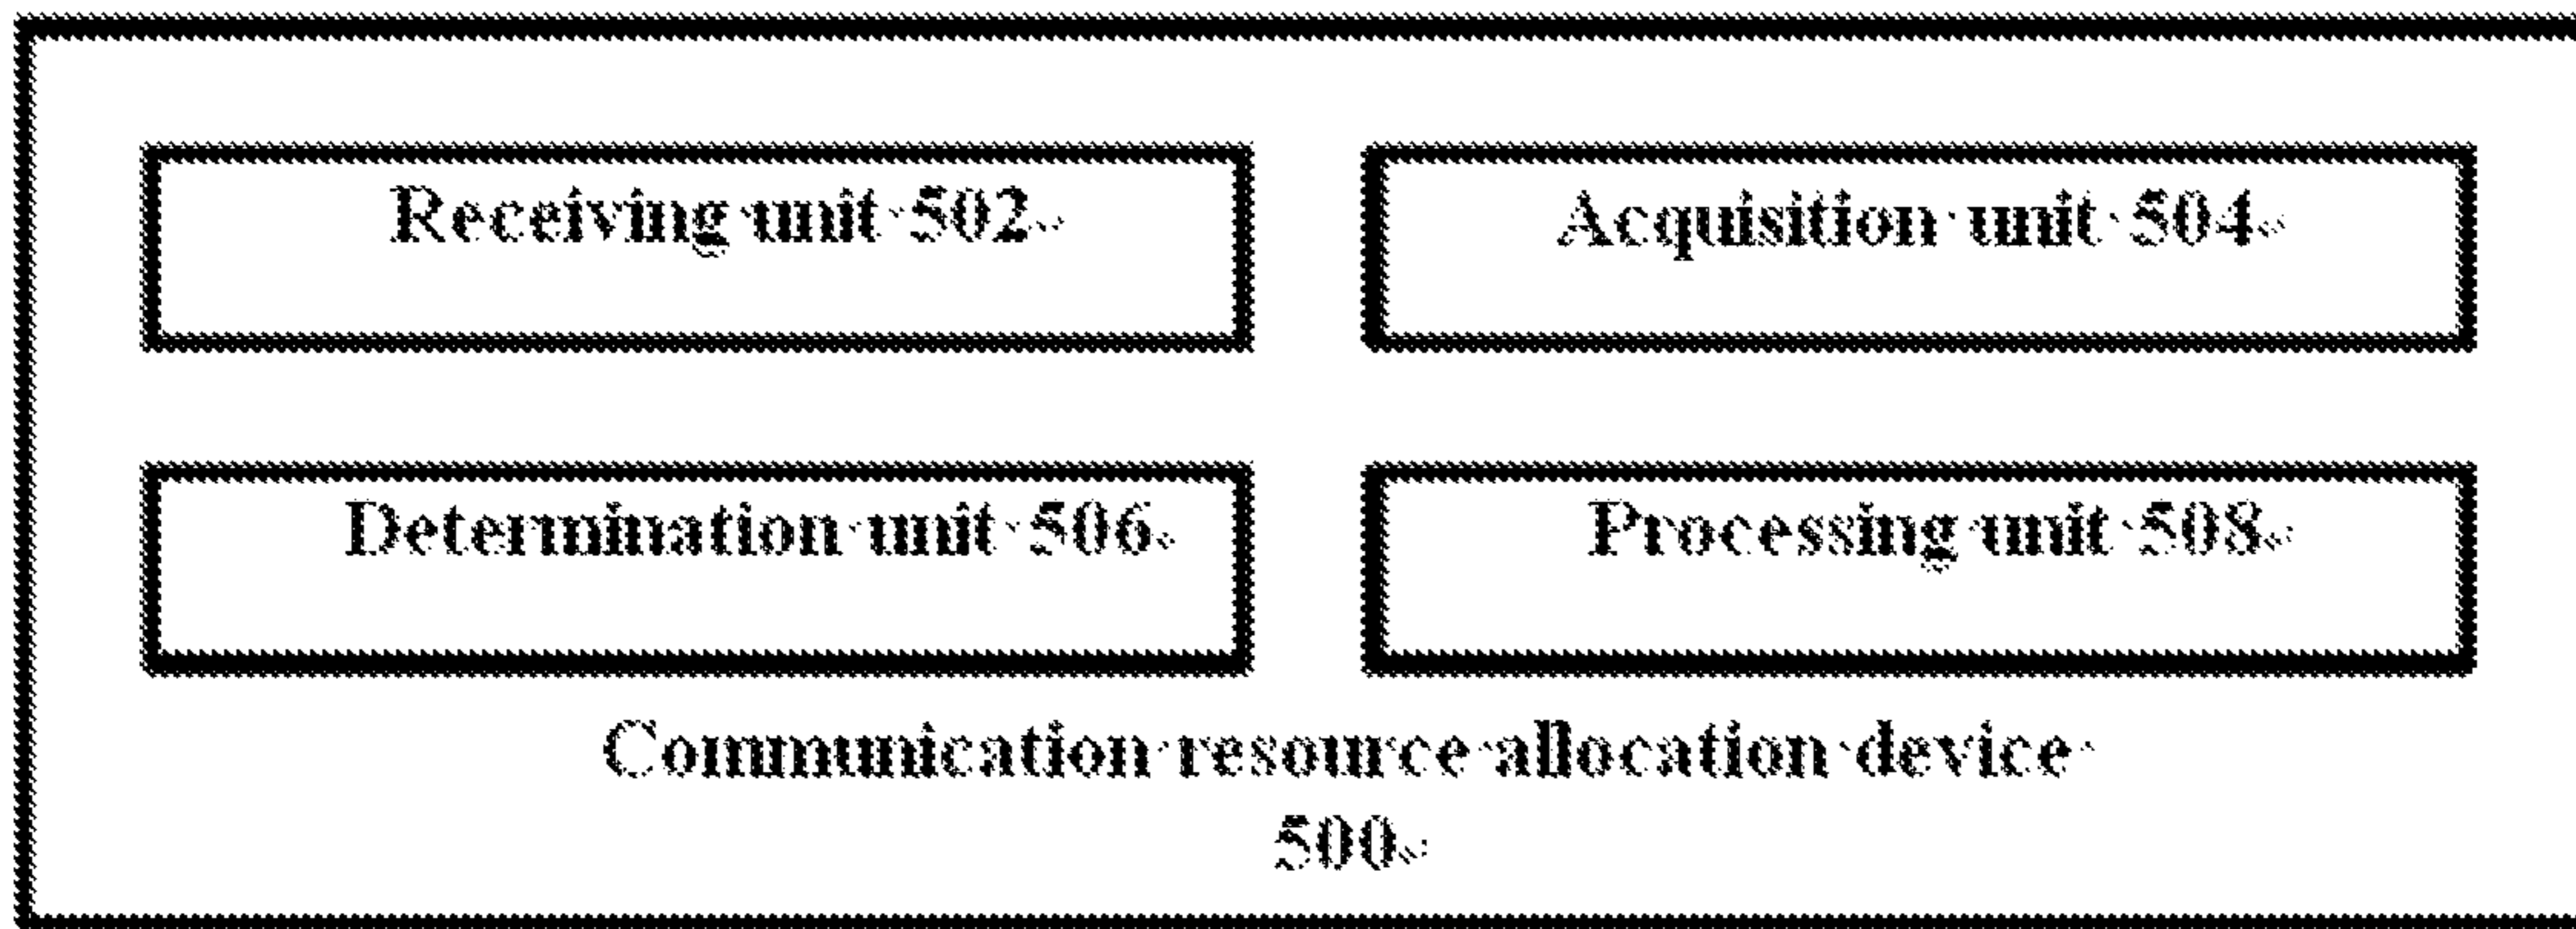 Receiving unit 502
Acquisition unit 504
Determination unit 506
Processing unit 508
Communication resource allocation device
500